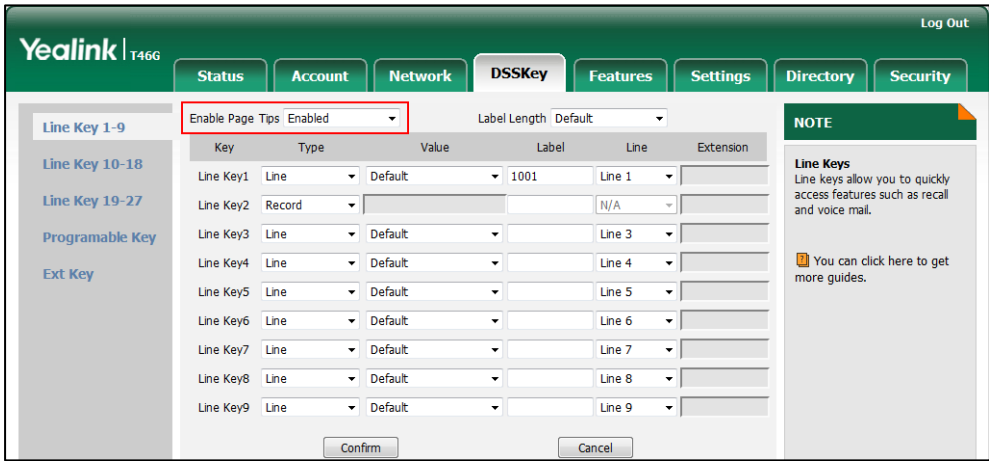 Log Out
Yealink | T46G
Status Account Network DSSKey Features Settings Directory Security
Line Key 1-9
Line Key 10-18
Line Key 19-27
Programable Key
Ext Key
Enable Page Tips Enabled Label Length Default
Key Type Value Label Line Extension
Line Key1 Line Default 1001 Line 1
Line Key2 Record N/A
Line Key3 Line Default Line 3
Line Key4 Line Default Line 4
Line Key5 Line Default Line 5
Line Key6 Line Default Line 6
Line Key7 Line Default Line 7
Line Key8 Line Default Line 8
Line Key9 Line Default Line 9
Confirm Cancel
NOTE
Line Keys
Line keys allow you to quickly
access features such as recall
and voice mail.
You can click here to get
more guides.